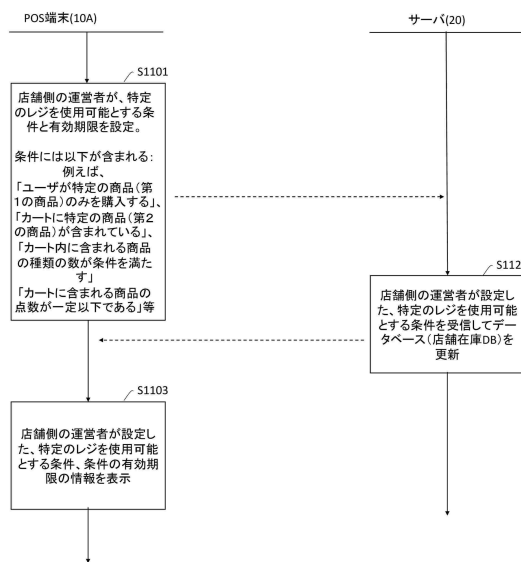 POS端末(10A)
サーバ(20)
S1101
店舗側の運営者が、特定
のレジを使用可能とする条
件と有効期限を設定。
条件には以下が含まれる:
例えば、
「ユーザが特定の商品(第
1の商品)のみを購入する」、
「カートに特定の商品(第2
の商品)が含まれている」、
「カート内に含まれる商品
の種類の数が条件を満た
す」
「カートに含まれる商品の
点数が一定以下である」等
S112
店舗側の運営者が設定し
た、特定のレジを使用可能
とする条件を受信してデー
タベース(店舗在庫DB)を
更新
S1103
店舗側の運営者が設定し
た、特定のレジを使用可能
とする条件、条件の有効期
限の情報を表示